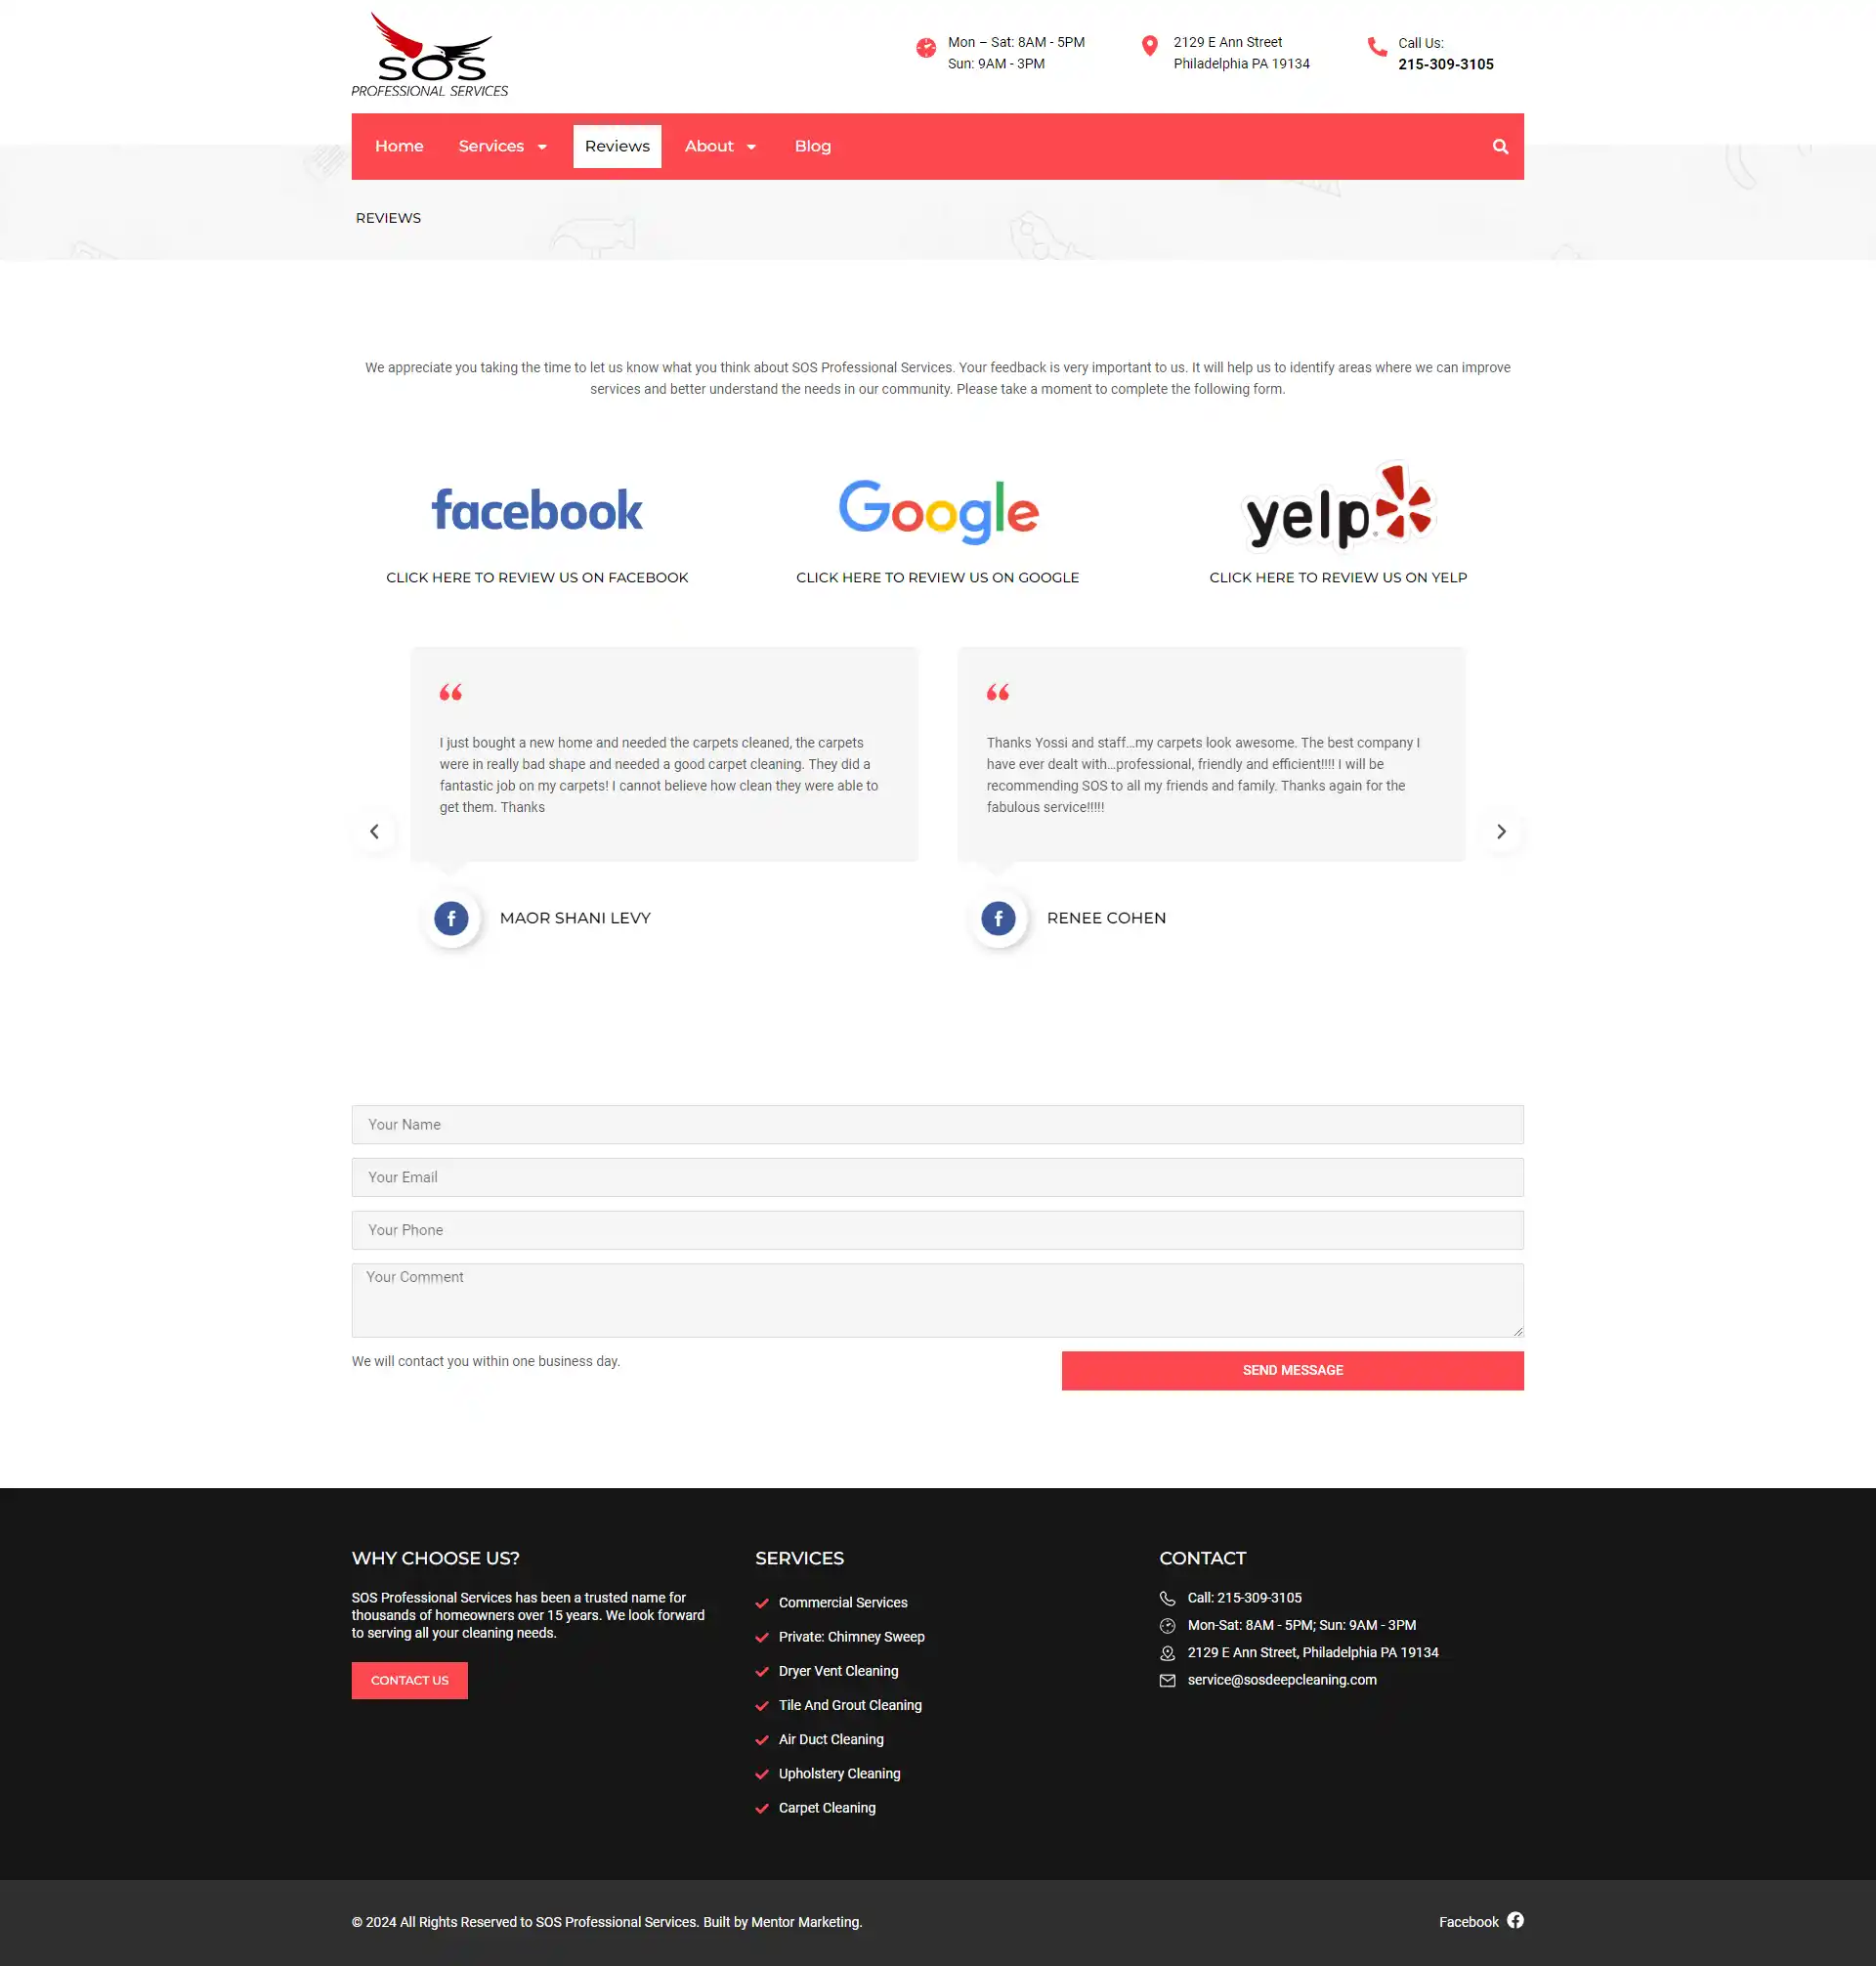 SOS
PROFESSIONAL SERVICES
Mon – Sat: 8AM - 5PM
Sun: 9AM - 3PM
2129 E Ann Street
Philadelphia PA 19134
Call Us:
215-309-3105
Home
Services
Reviews
About
Blog
REVIEWS
We appreciate you taking the time to let us know what you think about SOS Professional Services. Your feedback is very important to us. It will help us to identify areas where we can improve
services and better understand the needs in our community. Please take a moment to complete the following form.
facebook
Google
yelp
CLICK HERE TO REVIEW US ON FACEBOOK
CLICK HERE TO REVIEW US ON GOOGLE
CLICK HERE TO REVIEW US ON YELP
I just bought a new home and needed the carpets cleaned, the carpets
were in really bad shape and needed a good carpet cleaning. They did a
fantastic job on my carpets! I cannot believe how clean they were able to
get them. Thanks
MAOR SHANI LEVY
Thanks Yossi and staff…my carpets look awesome. The best company I
have ever dealt with…professional, friendly and efficient!!!! I will be
recommending SOS to all my friends and family. Thanks again for the
fabulous service!!!!!
RENEE COHEN
Your Name
Your Email
Your Phone
Your Comment
We will contact you within one business day.
SEND MESSAGE
WHY CHOOSE US?
SOS Professional Services has been a trusted name for
thousands of homeowners over 15 years. We look forward
to serving all your cleaning needs.
CONTACT US
SERVICES
Commercial Services
Private: Chimney Sweep
Dryer Vent Cleaning
Tile And Grout Cleaning
Air Duct Cleaning
Upholstery Cleaning
Carpet Cleaning
CONTACT
Call: 215-309-3105
Mon-Sat: 8AM - 5PM; Sun: 9AM - 3PM
2129 E Ann Street, Philadelphia PA 19134
service@sosdeepcleaning.com
© 2024 All Rights Reserved to SOS Professional Services. Built by Mentor Marketing.
Facebook